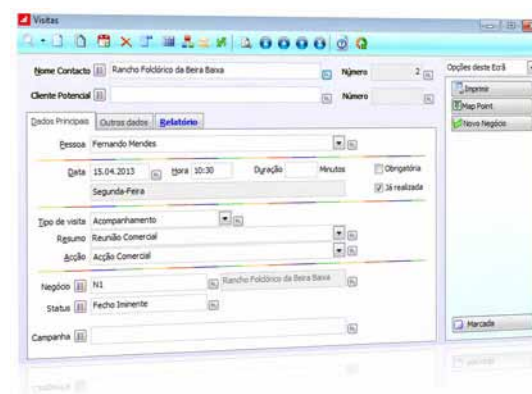 Visitas
Nome Contacto Rancho Folclórico da Beira Baixa Número 2
Cliente Potencial Número
Opções deste Ecrã
Imprimir
Map Point
Novo Negócio
Dados Principais Outros dados Relatório
Pessoa Fernando Mendes
Data 15.04.2013 Hora 10:30 Duração Minutos Obrigatória
Segunda-Feira Já realizada
Tipo de visita Acompanhamento
Resumo Reunião Comercial
Acção Acção Comercial
Negócio N1 Rancho Folclórico da Beira Baixa
Status Fecho Iminente
Campanha
Marcada